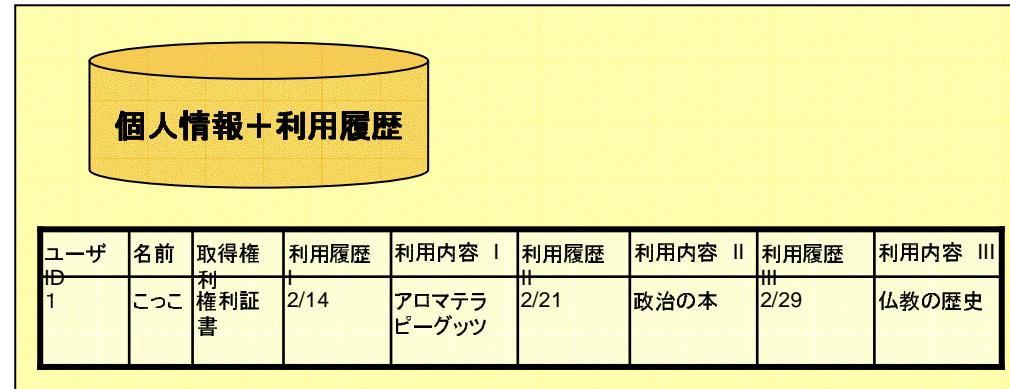 個人情報＋利用履歴
ユーザID 名前 取得権利 利用履歴 I 利用内容 I 利用履歴 II 利用内容 II 利用履歴 III 利用内容 III
1 こっこ 権利証書 2/14 アロマテラピーグッツ 2/21 政治の本 2/29 仏教の歴史